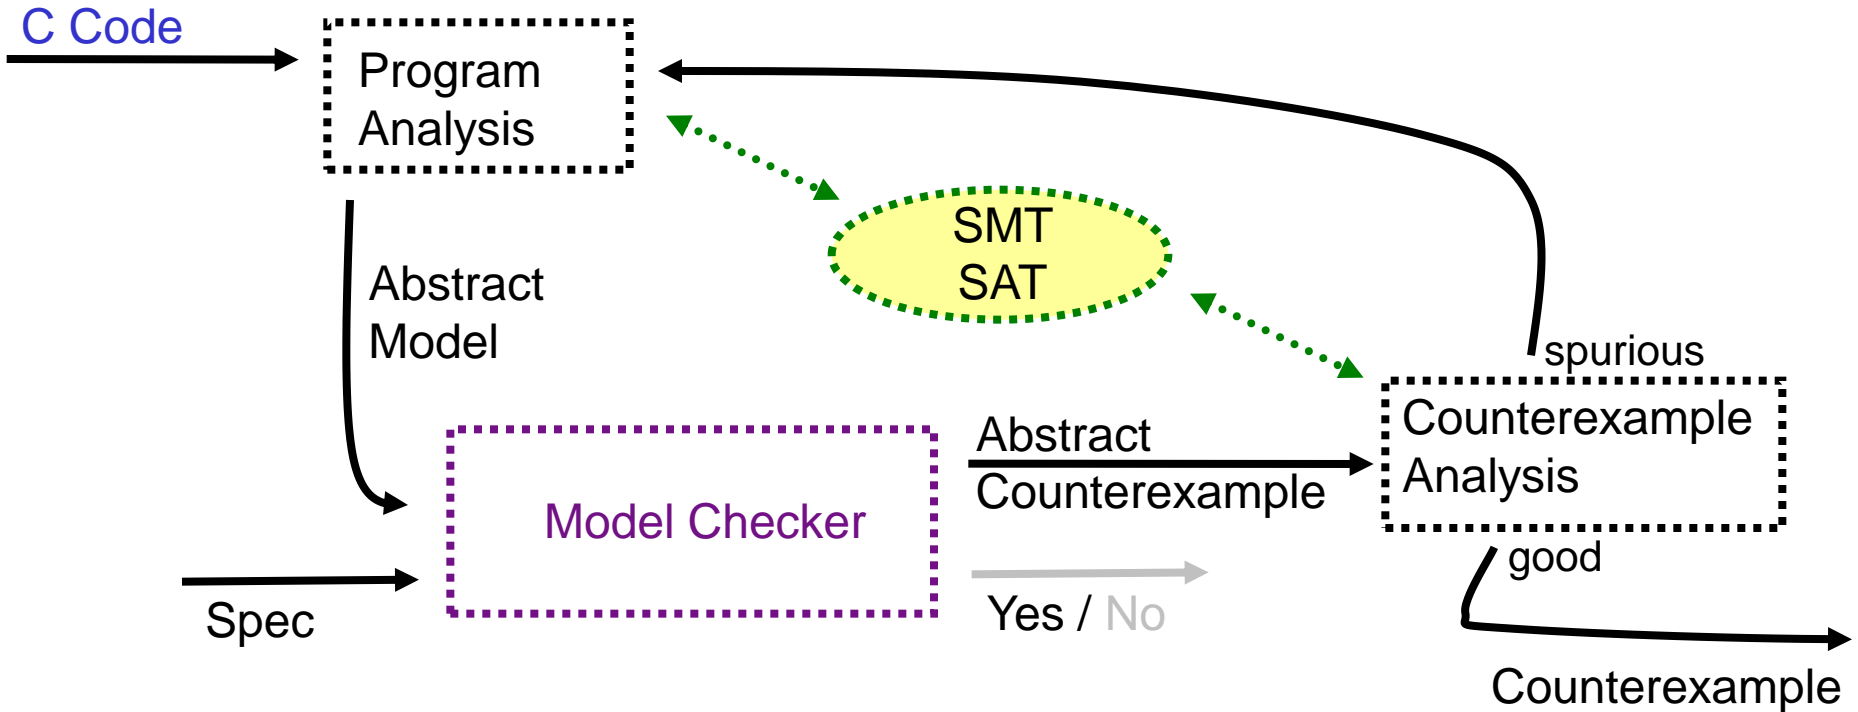 C Code
Program
Analysis
SMT
SAT
Abstract
Model
spurious
Counterexample
Analysis
Abstract
Counterexample
Model Checker
good
Yes / No
Spec
Counterexample